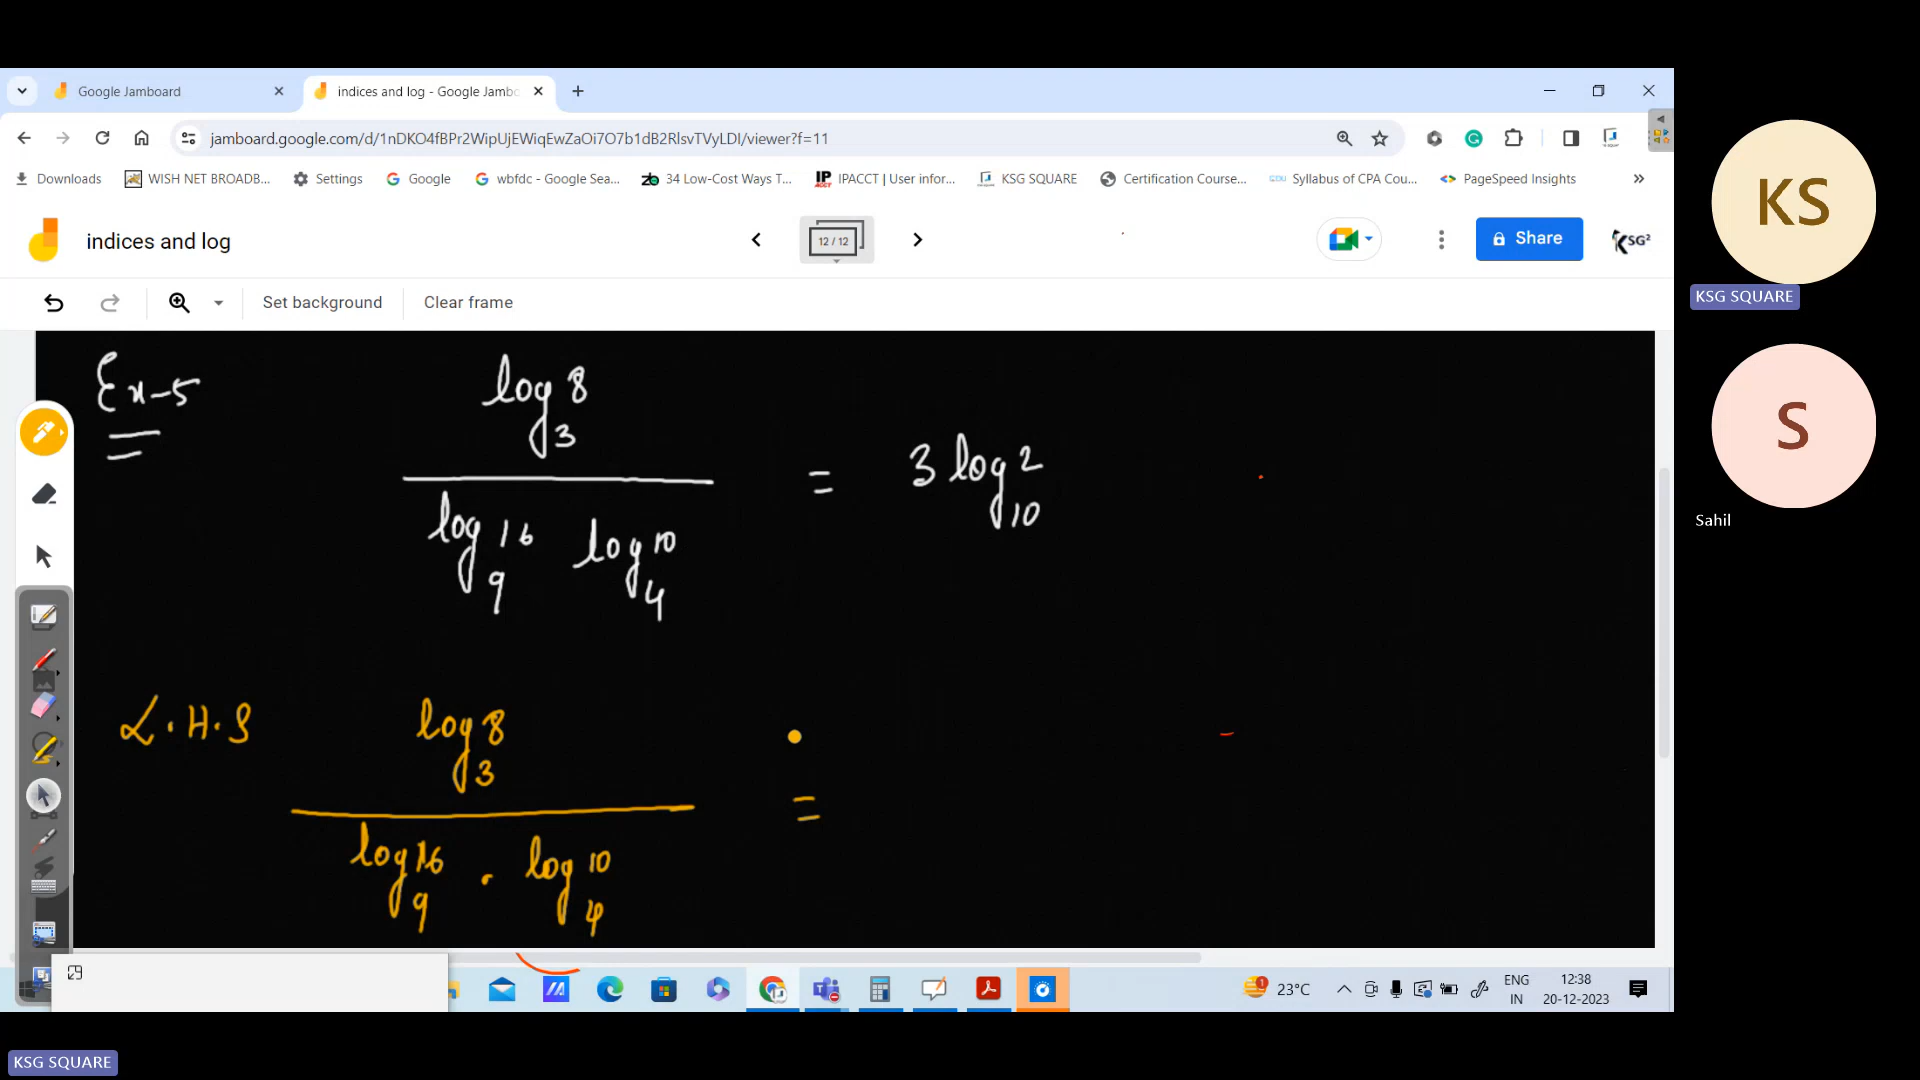 Google Jamboard
indices and log - Google Jambo
jamboard.google.com/d/1nDKO4fBPr2WipUjEWiqEwZaOi7O7b1dB2RlsvTVyLDI/viewer?f=11
Downloads WISH NET BROADB... Settings Google wbfdc - Google Sea... 34 Low-Cost Ways T... IPACCT | User infor... KSG SQUARE Certification Course... Syllabus of CPA Cou... PageSpeed Insights
indices and log
12 / 12
Share
KSG²
Set background Clear frame
Ex-5
log₃ 8
= 3 log₁₀ 2
log₉ 16 log₄ 10
L.H.S log₃ 8
=
log₉ 16 . log₄ 10
23°C
ENG
IN
12:38
20-12-2023
KS
KSG SQUARE
S
Sahil
KSG SQUARE